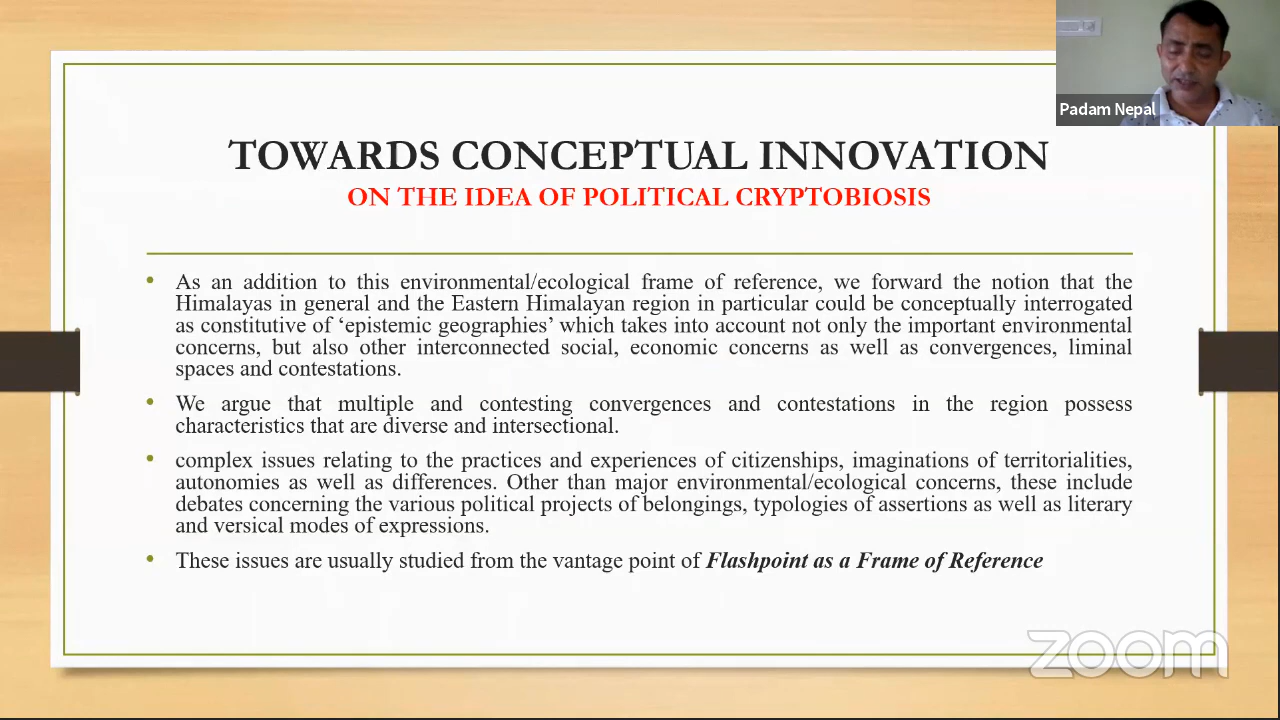 Padam Nepal
TOWARDS CONCEPTUAL INNOVATION
ON THE IDEA OF POLITICAL CRYPTOBIOSIS
• As an addition to this environmental/ecological frame of reference, we forward the notion that the
Himalayas in general and the Eastern Himalayan region in particular could be conceptually interrogated
as constitutive of ‘epistemic geographies’ which takes into account not only the important environmental
concerns, but also other interconnected social, economic concerns as well as convergences, liminal
spaces and contestations.
• We argue that multiple and contesting convergences and contestations in the region possess
characteristics that are diverse and intersectional.
• complex issues relating to the practices and experiences of citizenships, imaginations of territorialities,
autonomies as well as differences. Other than major environmental/ecological concerns, these include
debates concerning the various political projects of belongings, typologies of assertions as well as literary
and versical modes of expressions.
• These issues are usually studied from the vantage point of Flashpoint as a Frame of Reference
zoom